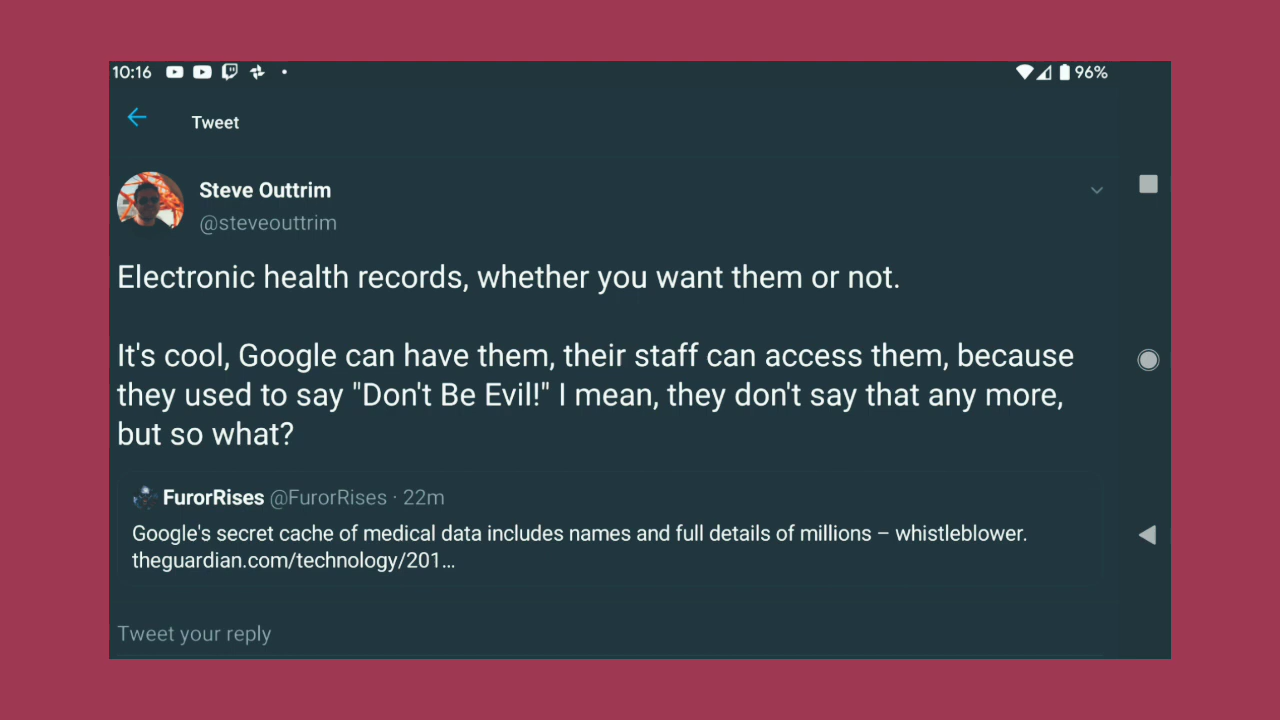 10:16 96%
Tweet
Steve Outtrim
@steveouttrim
Electronic health records, whether you want them or not.
It's cool, Google can have them, their staff can access them, because
they used to say "Don't Be Evil!" I mean, they don't say that any more,
but so what?
FurorRises @FurorRises · 22m
Google's secret cache of medical data includes names and full details of millions – whistleblower.
theguardian.com/technology/201...
Tweet your reply